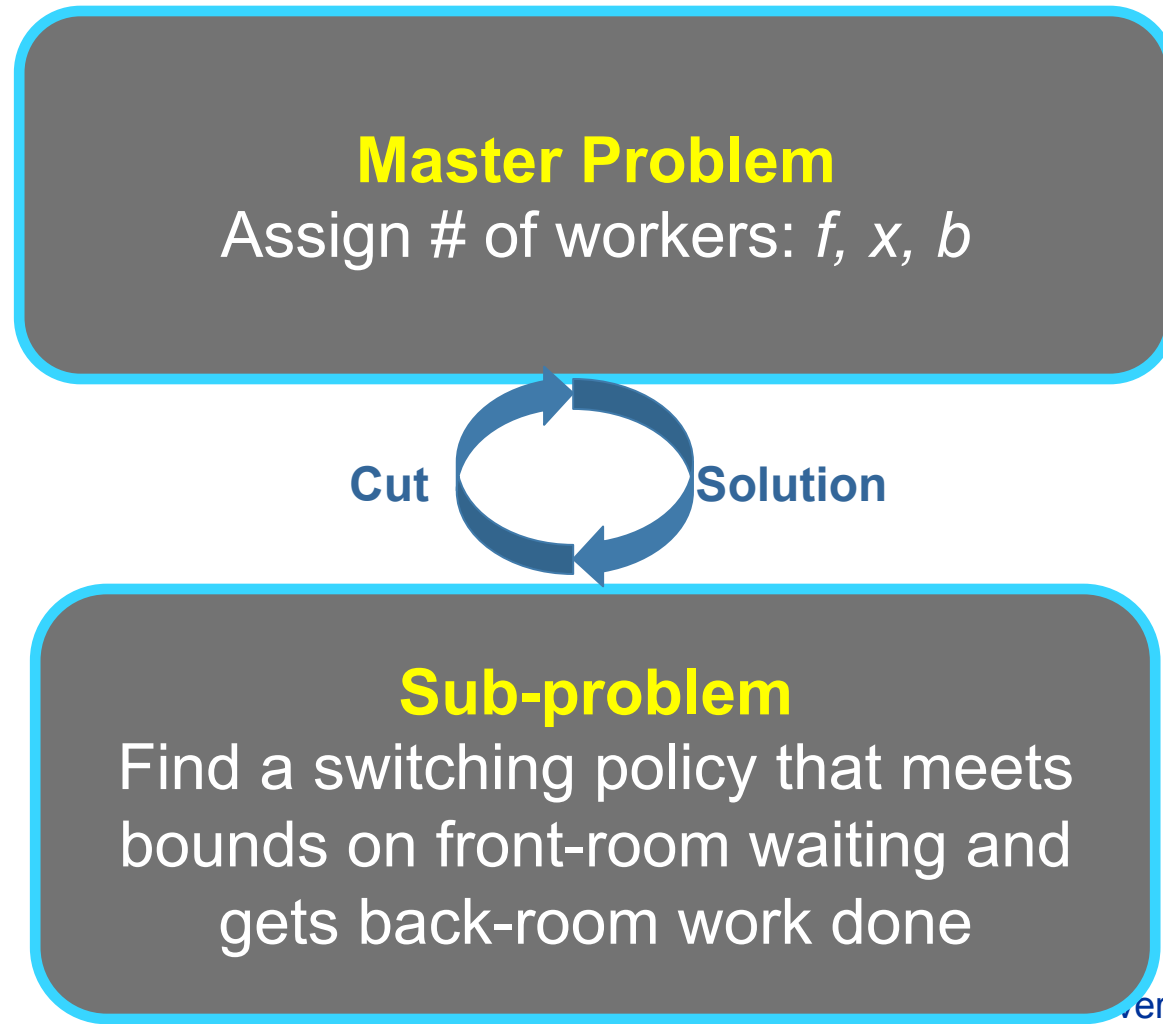 Master Problem
Assign # of workers: f, x, b
Cut
Solution
Sub-problem
Find a switching policy that meets
bounds on front-room waiting and
gets back-room work done